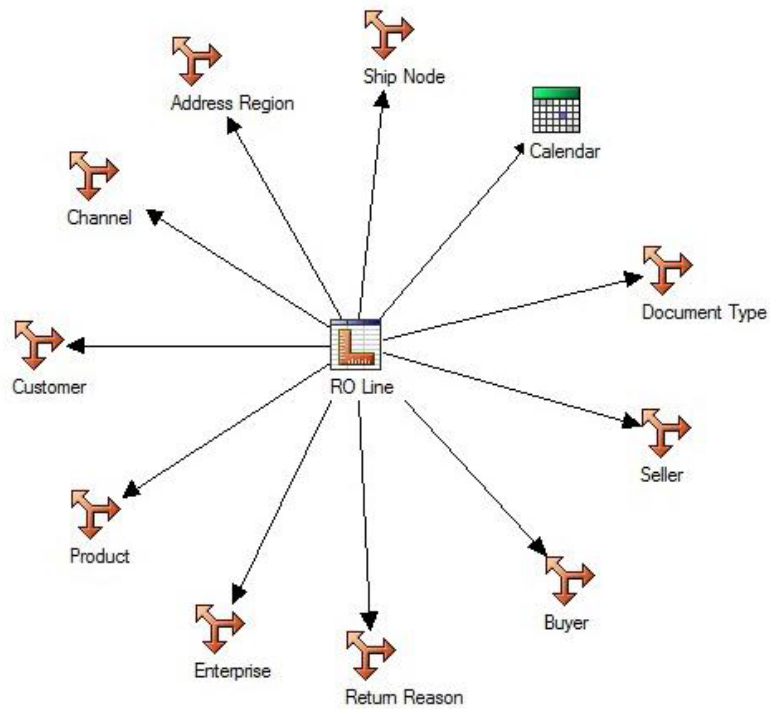 Ship Node
Address Region
Calendar
Channel
Document Type
Customer
RO Line
Seller
Product
Buyer
Enterprise
Return Reason